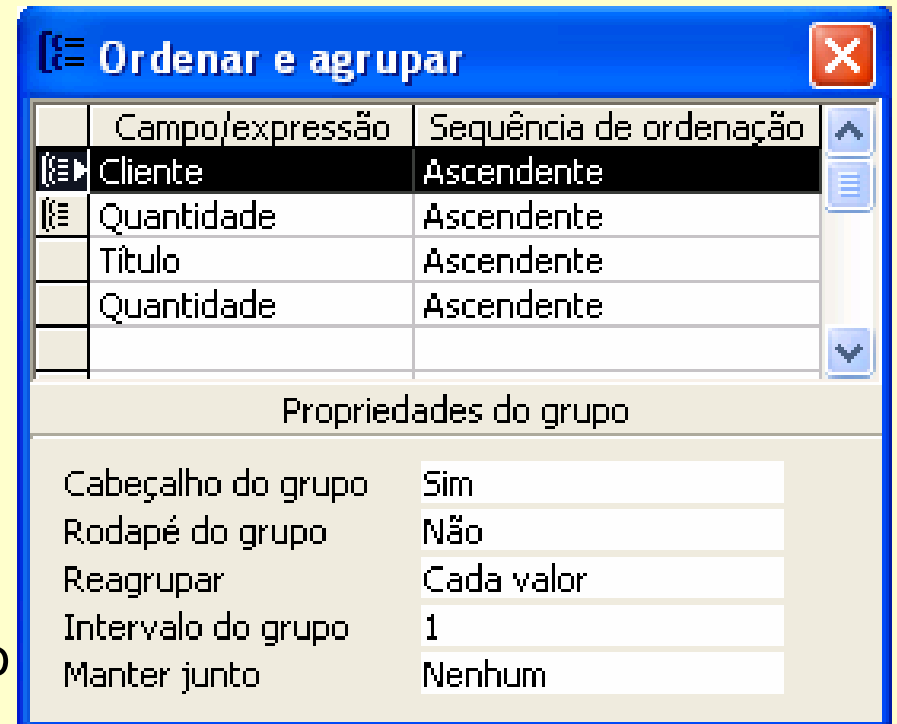 Ordenar e agrupar
Campo/expressão Sequência de ordenação
Cliente Ascendente
Quantidade Ascendente
Título Ascendente
Quantidade Ascendente
Propriedades do grupo
Cabeçalho do grupo Sim
Rodapé do grupo Não
Reagrupar Cada valor
Intervalo do grupo 1
Manter junto Nenhum